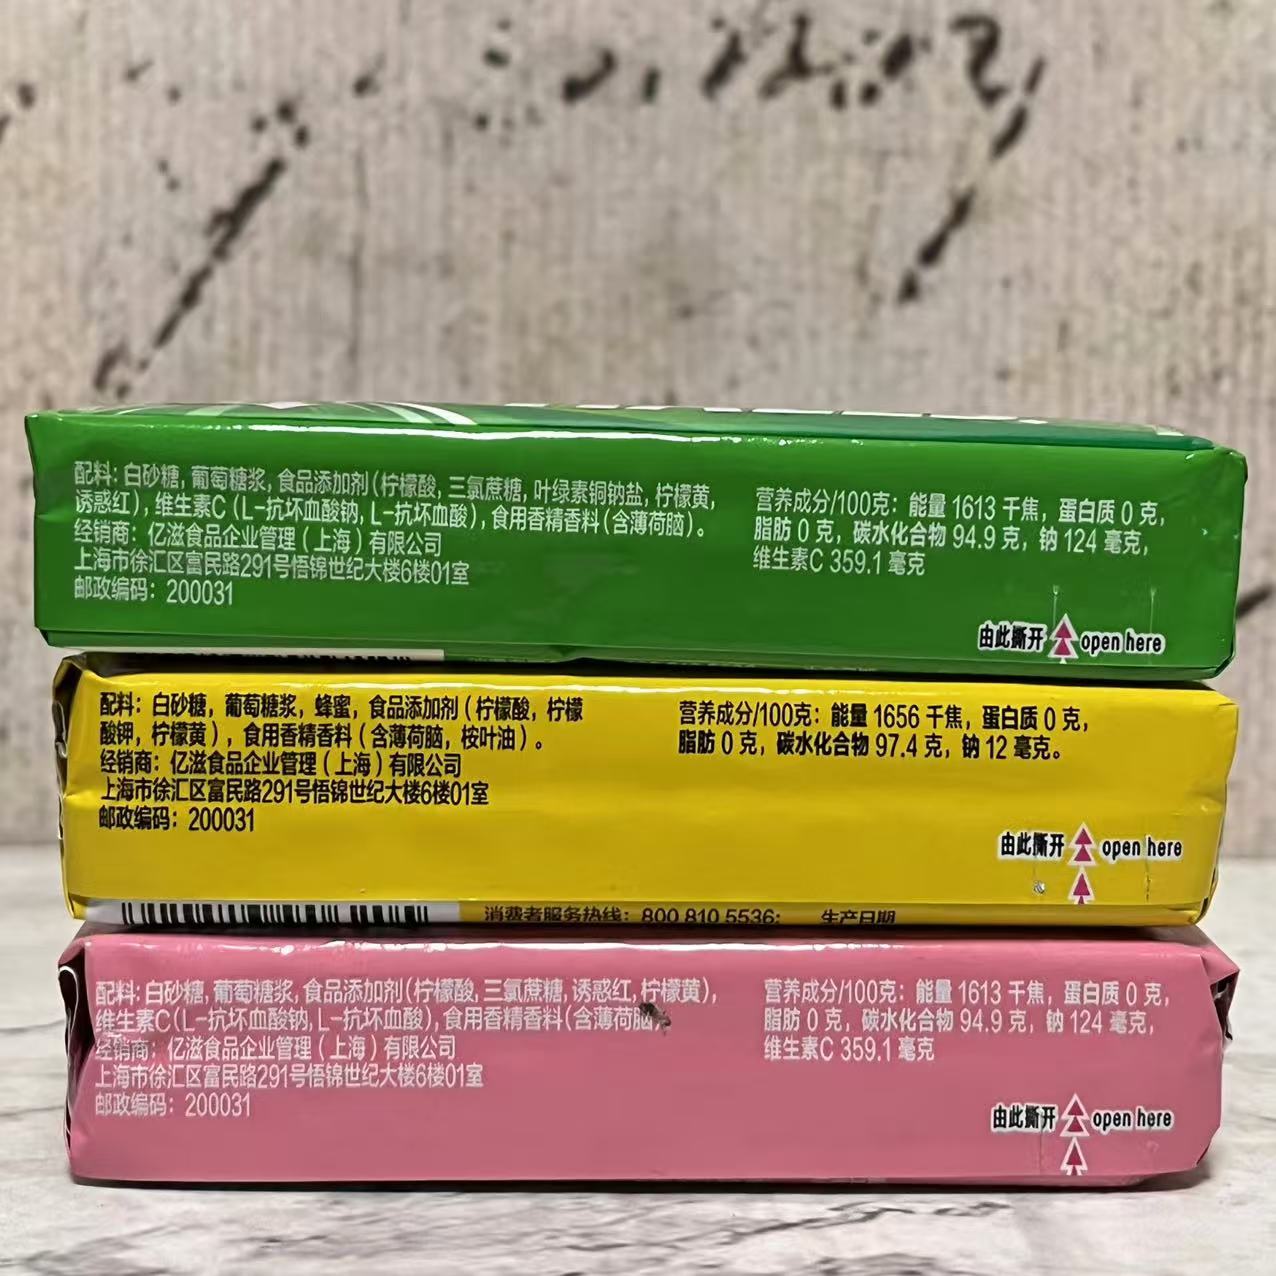 配料: 白砂糖, 葡萄糖浆, 食品添加剂(柠檬酸, 三氯蔗糖, 叶绿素铜钠盐, 柠檬黄,
诱惑红), 维生素C (L-抗坏血酸钠, L-抗坏血酸), 食用香精香料(含薄荷脑)。
经销商：亿滋食品企业管理（上海）有限公司
上海市徐汇区富民路291号悟锦世纪大楼6楼01室
邮政编码：200031
营养成分/100克：能量 1613 千焦，蛋白质 0 克，
脂肪 0 克，碳水化合物 94.9 克，钠 124 毫克，
维生素C 359.1 毫克
由此撕开 open here
配料：白砂糖，葡萄糖浆，蜂蜜，食品添加剂（柠檬酸，柠檬
酸钾，柠檬黄），食用香精香料（含薄荷脑，桉叶油）。
经销商：亿滋食品企业管理（上海）有限公司
上海市徐汇区富民路291号悟锦世纪大楼6楼01室
邮政编码：200031
营养成分/100克：能量 1656 千焦，蛋白质 0 克，
脂肪 0 克，碳水化合物 97.4 克，钠 12 毫克。
由此撕开 open here
消费者服务热线：800 810 5536;
生产日期
配料: 白砂糖, 葡萄糖浆, 食品添加剂(柠檬酸, 三氯蔗糖, 诱惑红, 柠檬黄),
维生素C(L-抗坏血酸钠, L-抗坏血酸), 食用香精香料(含薄荷脑)
经销商：亿滋食品企业管理（上海）有限公司
上海市徐汇区富民路291号悟锦世纪大楼6楼01室
邮政编码：200031
营养成分/100克：能量 1613 千焦，蛋白质 0 克，
脂肪 0 克，碳水化合物 94.9 克，钠 124 毫克，
维生素C 359.1 毫克
由此撕开 open here